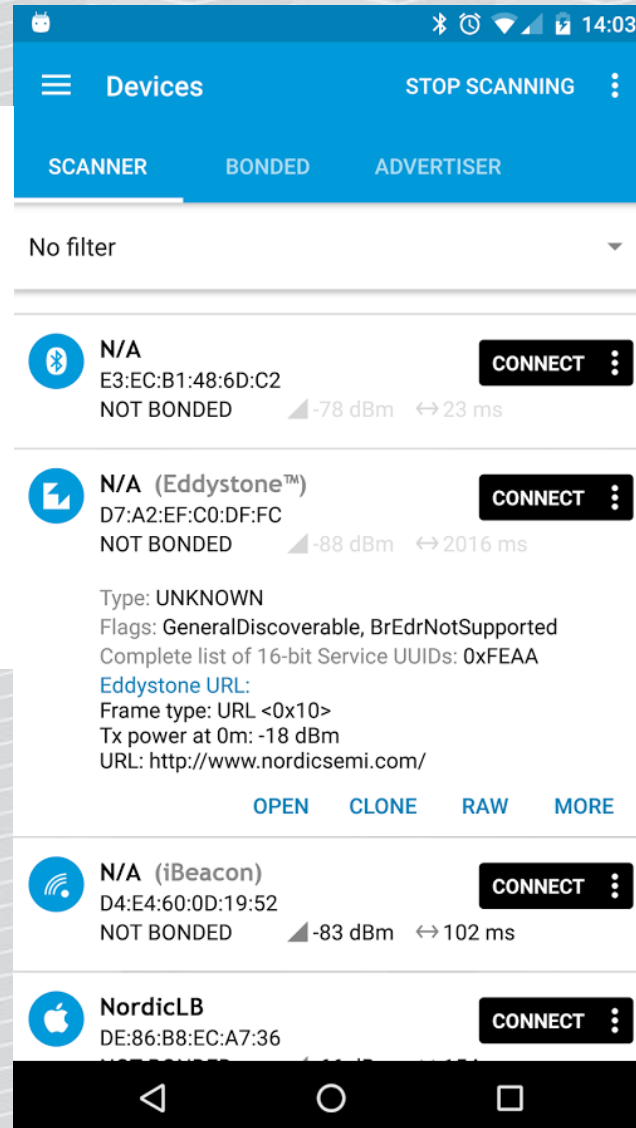 14:03
Devices STOP SCANNING
SCANNER BONDED ADVERTISER
No filter
N/A
CONNECT
E3:EC:B1:48:6D:C2
NOT BONDED -78 dBm 23 ms
N/A (Eddystone™)
CONNECT
D7:A2:EF:C0:DF:FC
NOT BONDED -88 dBm 2016 ms
Type: UNKNOWN
Flags: GeneralDiscoverable, BrEdrNotSupported
Complete list of 16-bit Service UUIDs: 0xFEAA
Eddystone URL:
Frame type: URL <0x10>
Tx power at 0m: -18 dBm
URL: http://www.nordicsemi.com/
OPEN CLONE RAW MORE
N/A (iBeacon)
CONNECT
D4:E4:60:0D:19:52
NOT BONDED -83 dBm 102 ms
NordicLB
CONNECT
DE:86:B8:EC:A7:36